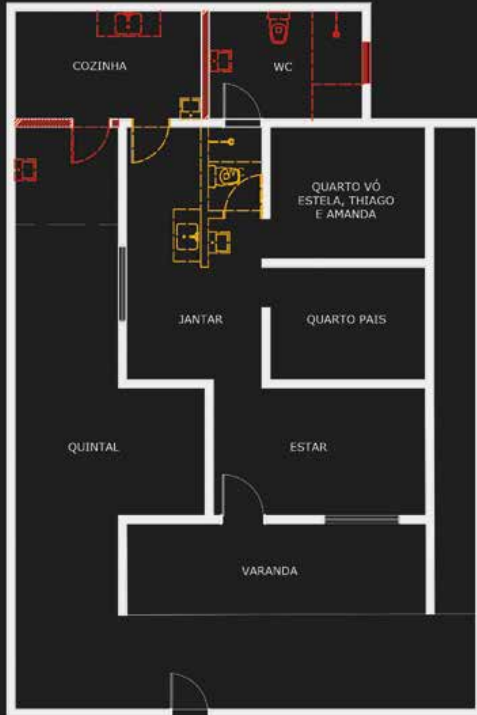 COZINHA
WC
QUARTO VÓ
ESTELA, THIAGO
E AMANDA
JANTAR
QUARTO PAIS
QUINTAL
ESTAR
VARANDA